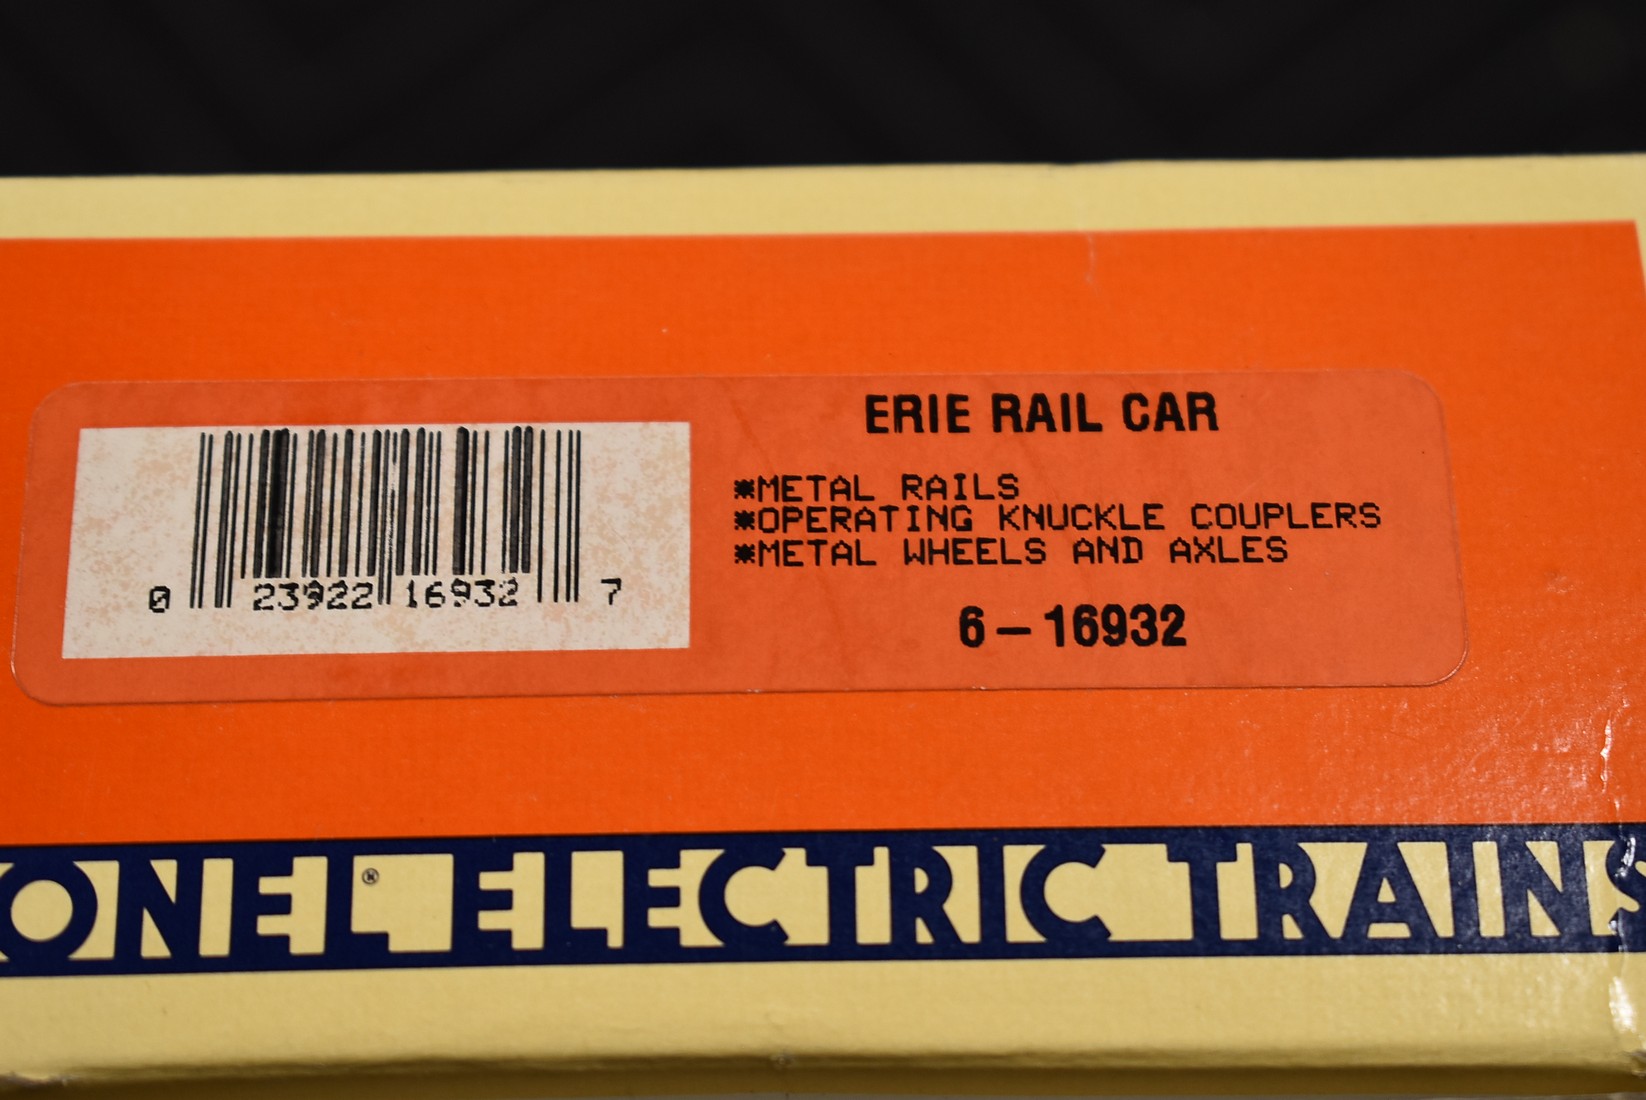 ERIE RAIL CAR
*METAL RAILS
*OPERATING KNUCKLE COUPLERS
*METAL WHEELS AND AXLES
6-16932
0 23922 16932 7
ONEL® ELECTRIC TRAINS